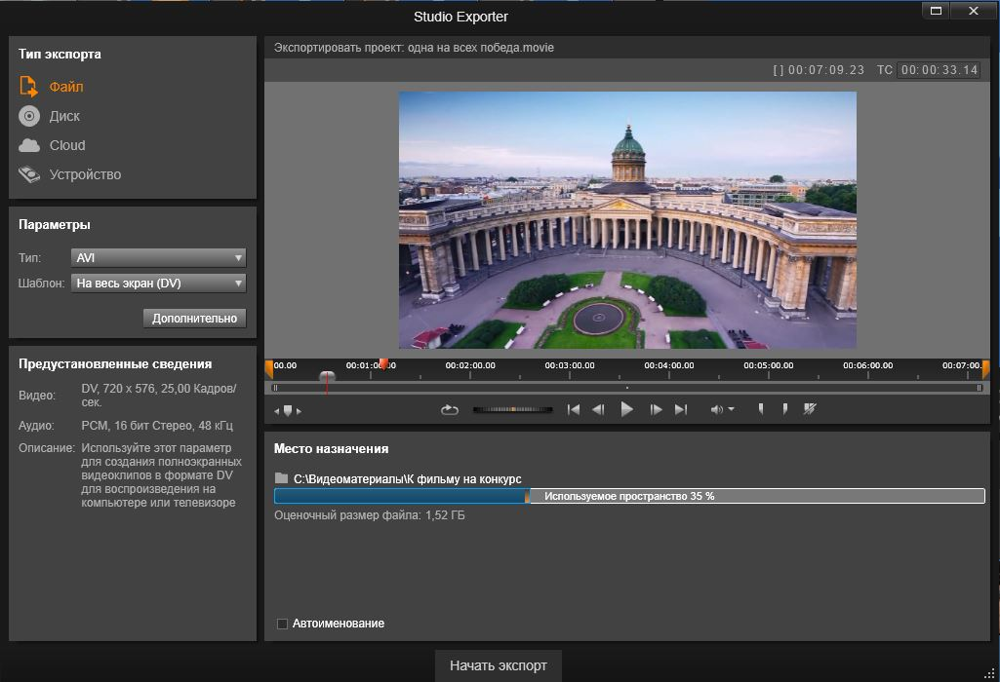 Studio Exporter
Тип экспорта
Файл
Диск
Cloud
Устройство
Параметры
Тип: AVI
Шаблон: На весь экран (DV)
Дополнительно
Предустановленные сведения
Видео: DV, 720 x 576, 25,00 Кадров/
сек.
Аудио: PCM, 16 бит Стерео, 48 кГц
Описание: Используйте этот параметр
для создания полноэкранных
видеоклипов в формате DV
для воспроизведения на
компьютере или телевизоре
Экспортировать проект: одна на всех победа.movie
[ ] 00:07:09.23 TC 00:00:33.14
00.00 00:01:00.00 00:02:00.00 00:03:00.00 00:04:00.00 00:05:00.00 00:06:00.00 00:07:00.
Место назначения
C:\Видеоматериалы\К фильму на конкурс
Используемое пространство 35 %
Оценочный размер файла: 1,52 ГБ
Автоименование
Начать экспорт